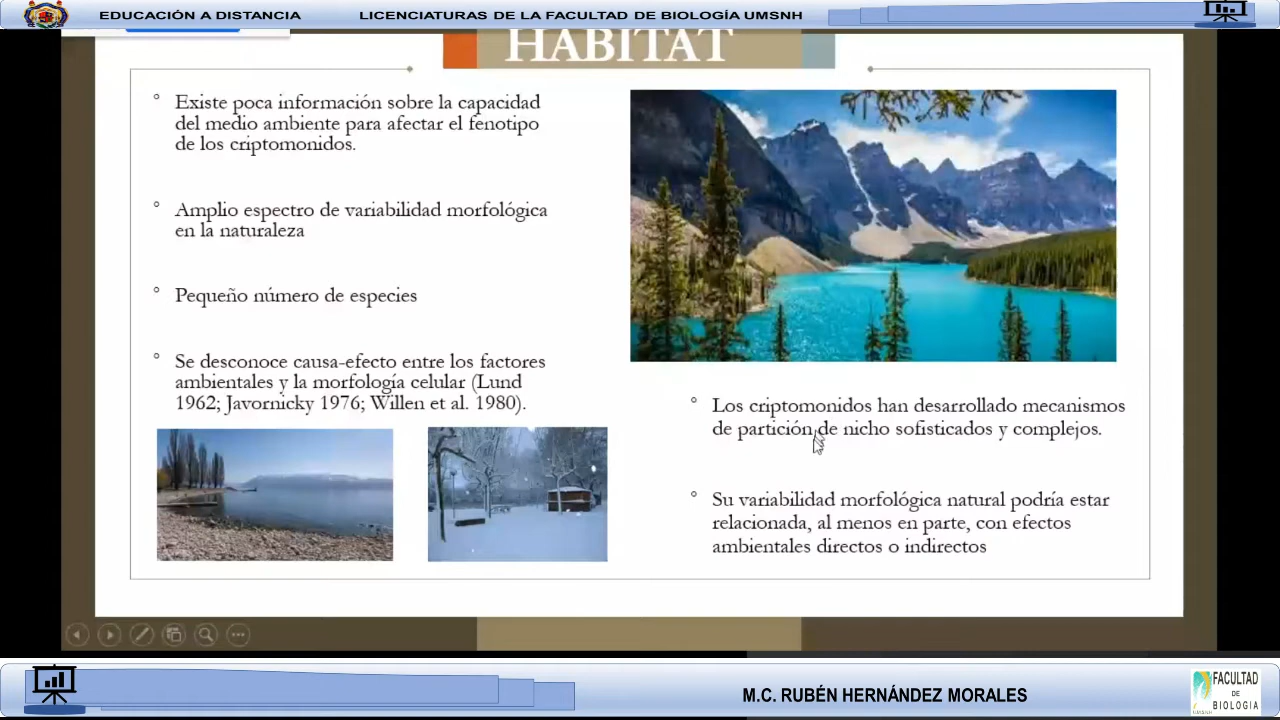 EDUCACIÓN A DISTANCIA
LICENCIATURAS DE LA FACULTAD DE BIOLOGÍA UMSNH
HABITAT
° Existe poca información sobre la capacidad
del medio ambiente para afectar el fenotipo
de los criptomonidos.
° Amplio espectro de variabilidad morfológica
en la naturaleza
° Pequeño número de especies
° Se desconoce causa-efecto entre los factores
ambientales y la morfología celular (Lund
1962; Javornicky 1976; Willen et al. 1980).
° Los criptomonidos han desarrollado mecanismos
de partición de nicho sofisticados y complejos.
° Su variabilidad morfológica natural podría estar
relacionada, al menos en parte, con efectos
ambientales directos o indirectos
M.C. RUBÉN HERNÁNDEZ MORALES
FACULTAD
DE
BIOLOGIA